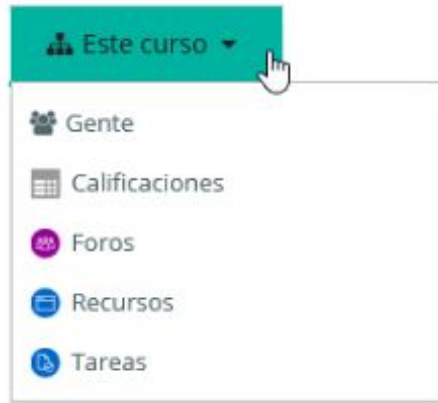 Este curso
Gente
Calificaciones
Foros
Recursos
Tareas